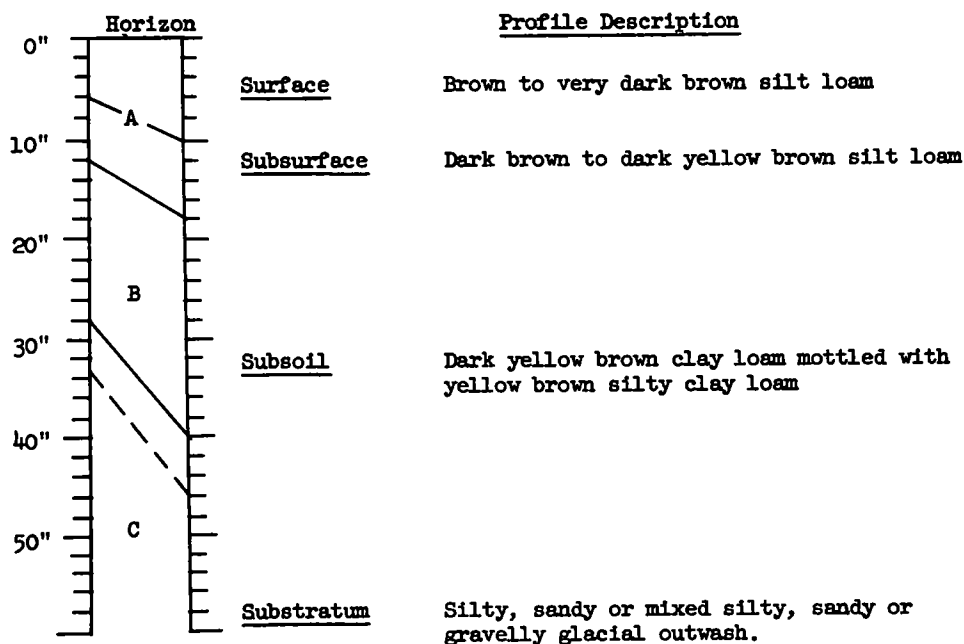 Horizon Profile Description
0"
Surface Brown to very dark brown silt loam
A
10"
Subsurface Dark brown to dark yellow brown silt loam
20"
B
30"
Subsoil Dark yellow brown clay loam mottled with
yellow brown silty clay loam
40"
C
50"
Substratum Silty, sandy or mixed silty, sandy or
gravelly glacial outwash.